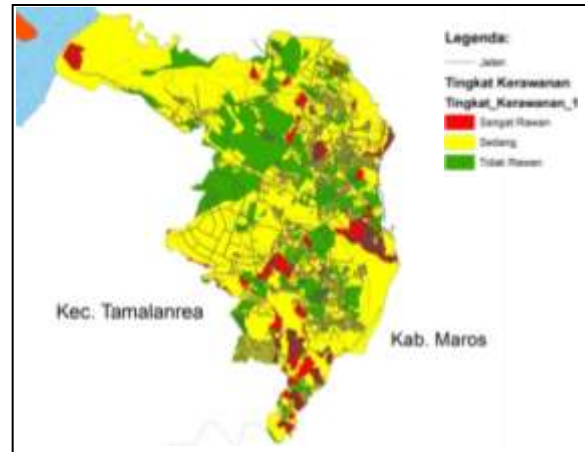 Legenda:
Jalan
Tingkat Kerawanan
Tingkat_Kerawanan_1
Sangat Rawan
Sedang
Tidak Rawan
Kec. Tamalanrea
Kab. Maros